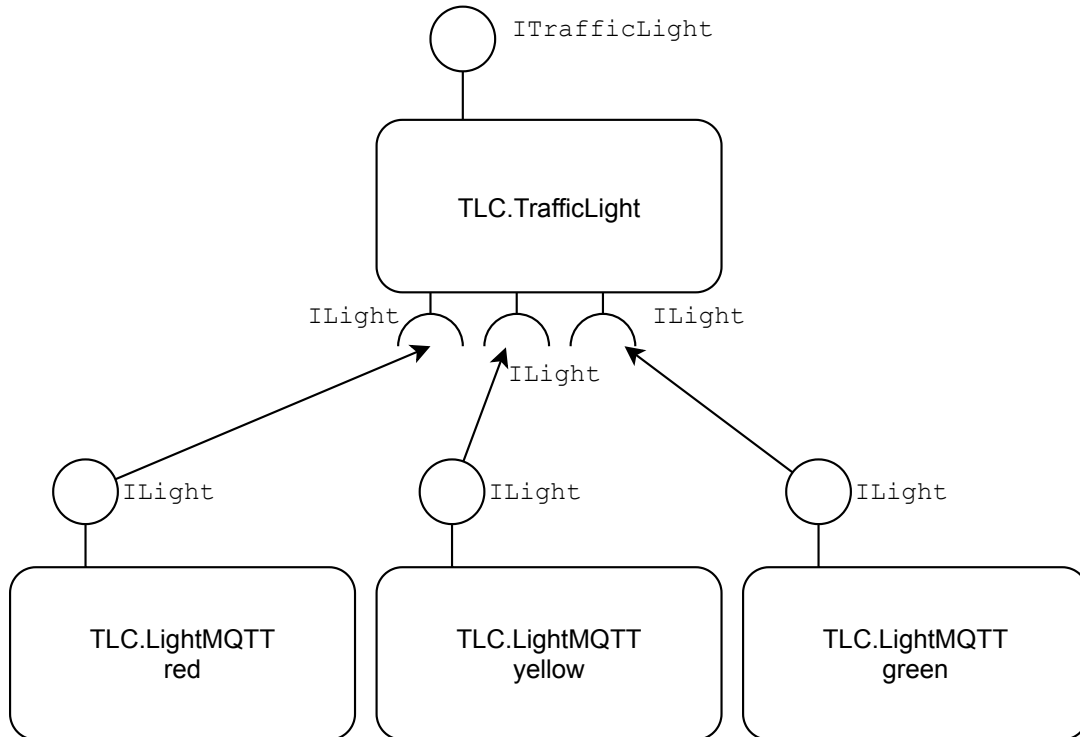 ITrafficLight
TLC.TrafficLight
ILight
ILight
ILight
ILight
ILight
ILight
TLC.LightMQTT
red
TLC.LightMQTT
yellow
TLC.LightMQTT
green